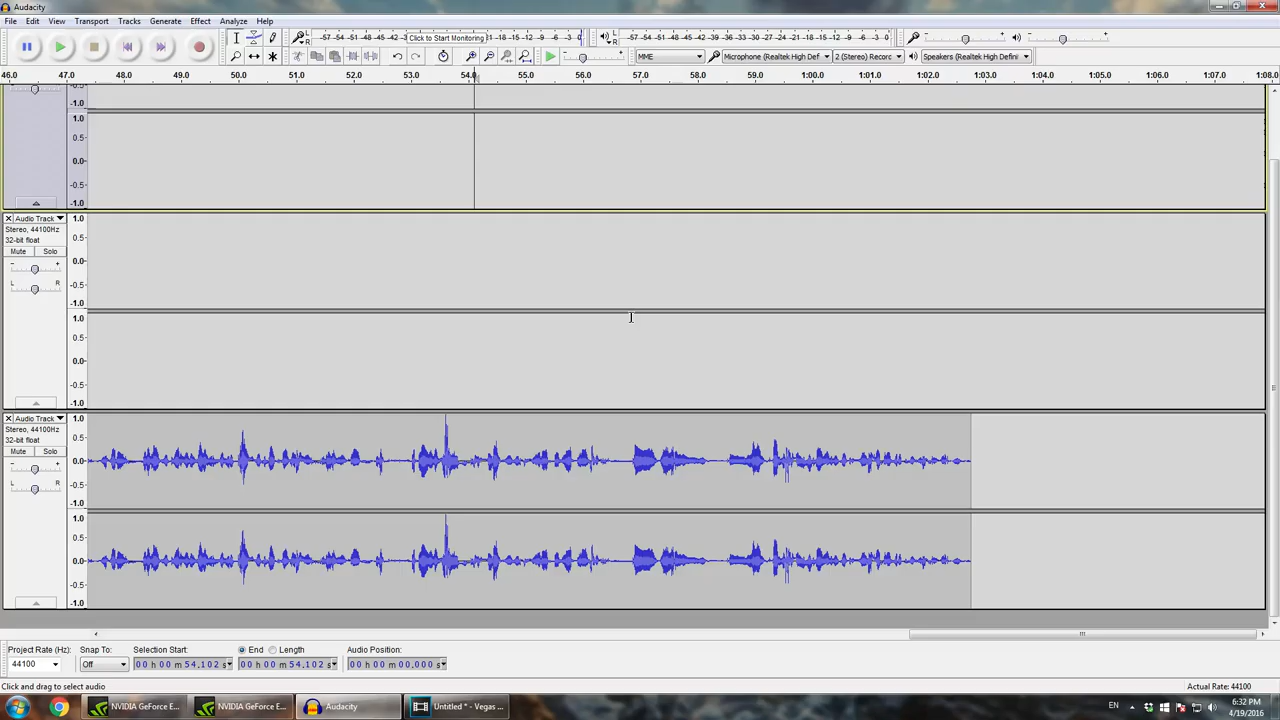 Audacity
File Edit View Transport Tracks Generate Effect Analyze Help
-57 -54 -51 -48 -45 -42 -3 Click to Start Monitoring -18 -15 -12 -9 -6 -3 0
-57 -54 -51 -48 -45 -42 -39 -36 -33 -30 -27 -24 -21 -18 -15 -12 -9 -6 -3 0
MME Microphone (Realtek High Def 2 (Stereo) Recorc Speakers (Realtek High Defini
46.0 47.0 48.0 49.0 50.0 51.0 52.0 53.0 54.0 55.0 56.0 57.0 58.0 59.0 1:00.0 1:01.0 1:02.0 1:03.0 1:04.0 1:05.0 1:06.0 1:07.0 1:08.0
-0.5
-1.0
1.0
0.5
0.0
-0.5
-1.0
Audio Track
Stereo, 44100Hz
32-bit float
Mute Solo
- +
L R
1.0
0.5
0.0
-0.5
-1.0
1.0
0.5
0.0
-0.5
-1.0
Audio Track
Stereo, 44100Hz
32-bit float
Mute Solo
- +
L R
1.0
0.5
0.0
-0.5
-1.0
1.0
0.5
0.0
-0.5
-1.0
Project Rate (Hz): Snap To: Selection Start: End Length Audio Position:
44100 Off 00 h 00 m 54.102 s 00 h 00 m 54.102 s 00 h 00 m 00.000 s
Click and drag to select audio Actual Rate: 44100
NVIDIA GeForce E... NVIDIA GeForce E... Audacity Untitled * - Vegas ... EN 6:32 PM
4/19/2016